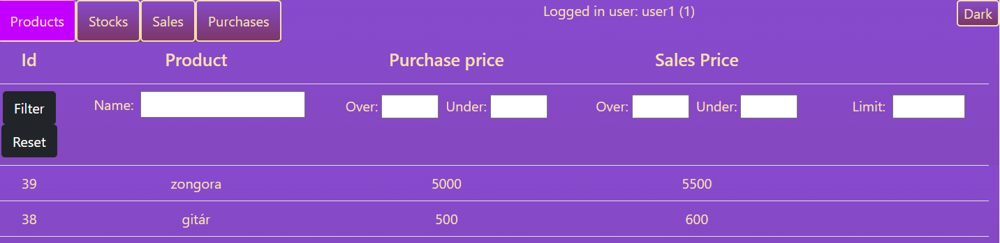 Products Stocks Sales Purchases Logged in user: user1 (1) Dark
Id Product Purchase price Sales Price
Filter Name: Over: Under: Over: Under: Limit:
Reset
39 zongora 5000 5500
38 gitár 500 600